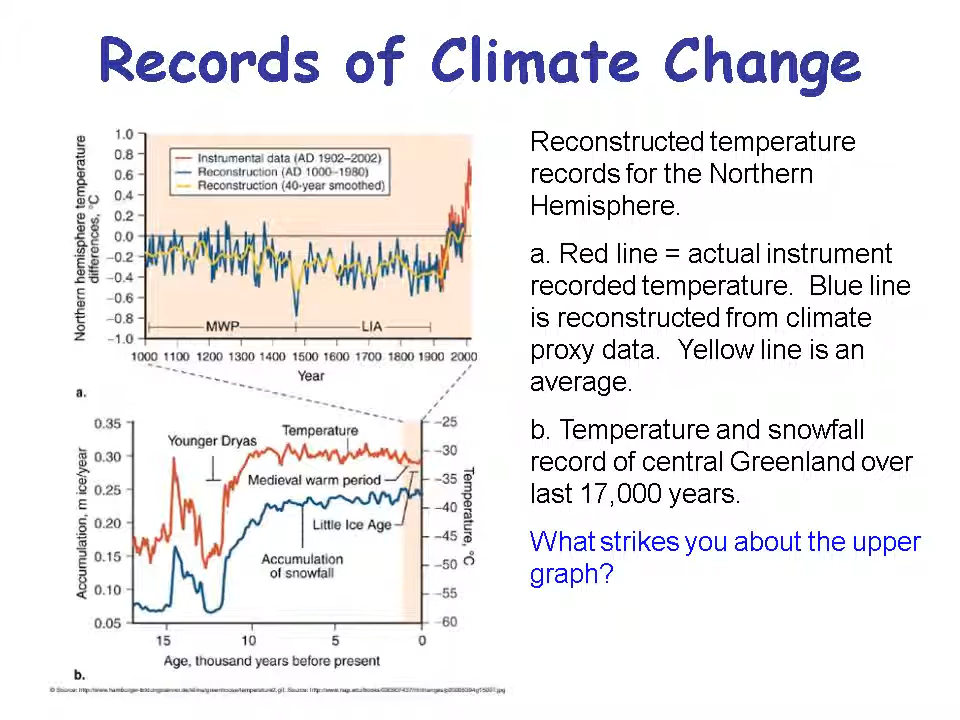 Records of Climate Change
Reconstructed temperature
records for the Northern
Hemisphere.
a. Red line = actual instrument
recorded temperature. Blue line
is reconstructed from climate
proxy data. Yellow line is an
average.
b. Temperature and snowfall
record of central Greenland over
last 17,000 years.
What strikes you about the upper
graph?
Northern hemisphere temperature
differences, °C
1.0
0.8
0.6
0.4
0.2
0.0
−0.2
−0.4
−0.6
−0.8
−1.0
Instrumental data (AD 1902–2002)
Reconstruction (AD 1000–1980)
Reconstruction (40-year smoothed)
MWP
LIA
1000 1100 1200 1300 1400 1500 1600 1700 1800 1900 2000
Year
a.
Accumulation, m ice/year
0.35
0.30
0.25
0.20
0.15
0.10
0.05
Younger Dryas
Temperature
Medieval warm period
Little Ice Age
Accumulation
of snowfall
−25
−30
−35
−40
−45
−50
−55
−60
Temperature, °C
15 10 5 0
Age, thousand years before present
b.